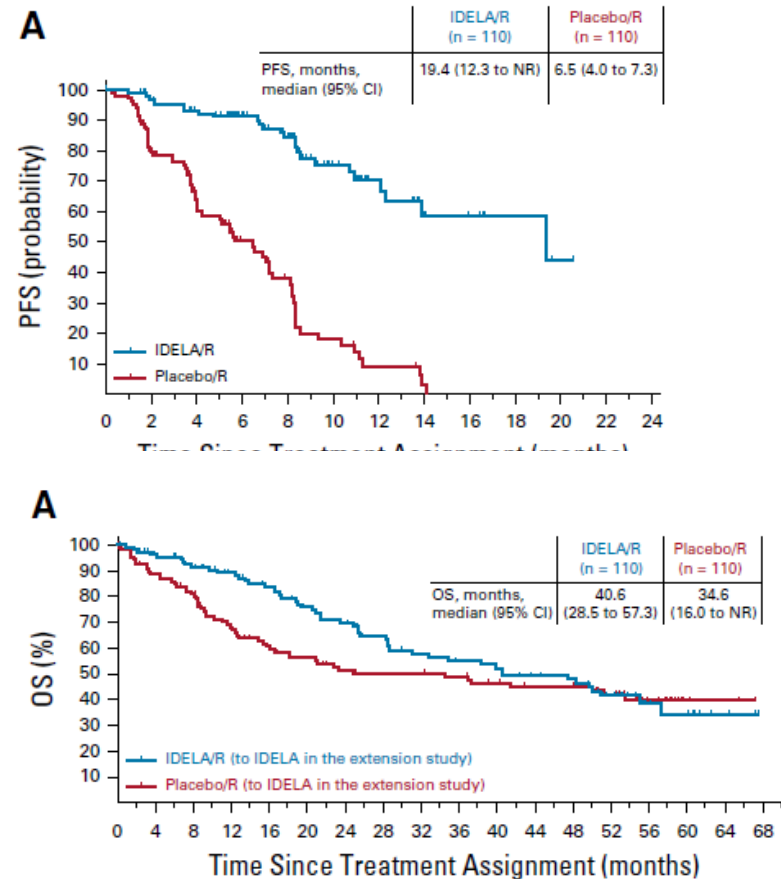 A
IDELA/R Placebo/R
(n = 110) (n = 110)
PFS, months, 19.4 (12.3 to NR) 6.5 (4.0 to 7.3)
median (95% CI)
100
90
80
70
60
50
40
30
20
10
PFS (probability)
IDELA/R
Placebo/R
0 2 4 6 8 10 12 14 16 18 20 22 24
Time Since Treatment Assignment (months)
A
IDELA/R Placebo/R
(n = 110) (n = 110)
OS, months, 40.6 34.6
median (95% CI) (28.5 to 57.3) (16.0 to NR)
100
90
80
70
60
50
40
30
20
10
OS (%)
IDELA/R (to IDELA in the extension study)
Placebo/R (to IDELA in the extension study)
0 4 8 12 16 20 24 28 32 36 40 44 48 52 56 60 64 68
Time Since Treatment Assignment (months)